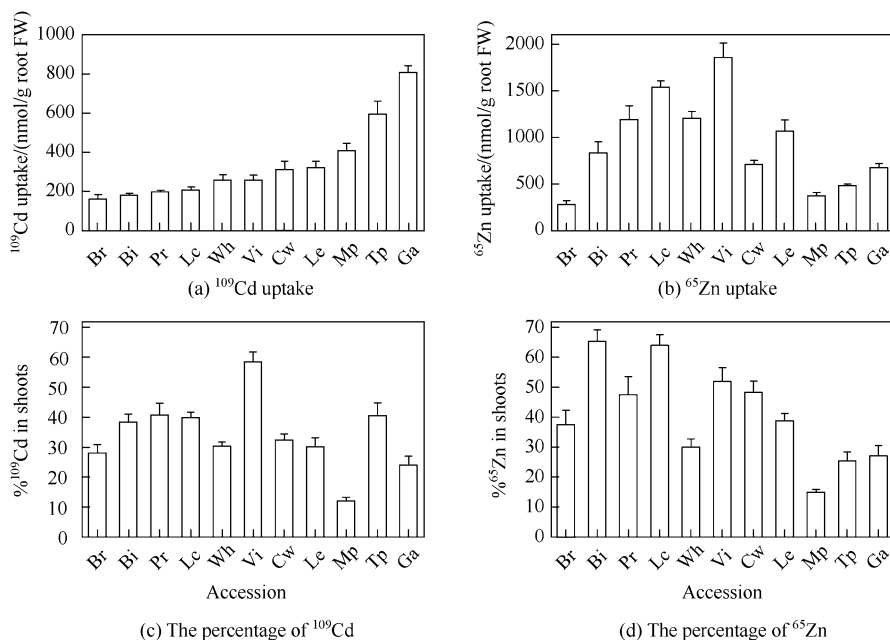 ¹⁰⁹Cd uptake/(nmol/g root FW)
1000
800
600
400
200
0
Br Bi Pr Lc Wh Vi Cw Le Mp Tp Ga
(a) ¹⁰⁹Cd uptake
⁶⁵Zn uptake/(nmol/g root FW)
2000
1500
1000
500
0
Br Bi Pr Lc Wh Vi Cw Le Mp Tp Ga
(b) ⁶⁵Zn uptake
%¹⁰⁹Cd in shoots
70
60
50
40
30
20
10
0
Br Bi Pr Lc Wh Vi Cw Le Mp Tp Ga
Accession
(c) The percentage of ¹⁰⁹Cd
%⁶⁵Zn in shoots
70
60
50
40
30
20
10
0
Br Bi Pr Lc Wh Vi Cw Le Mp Tp Ga
Accession
(d) The percentage of ⁶⁵Zn